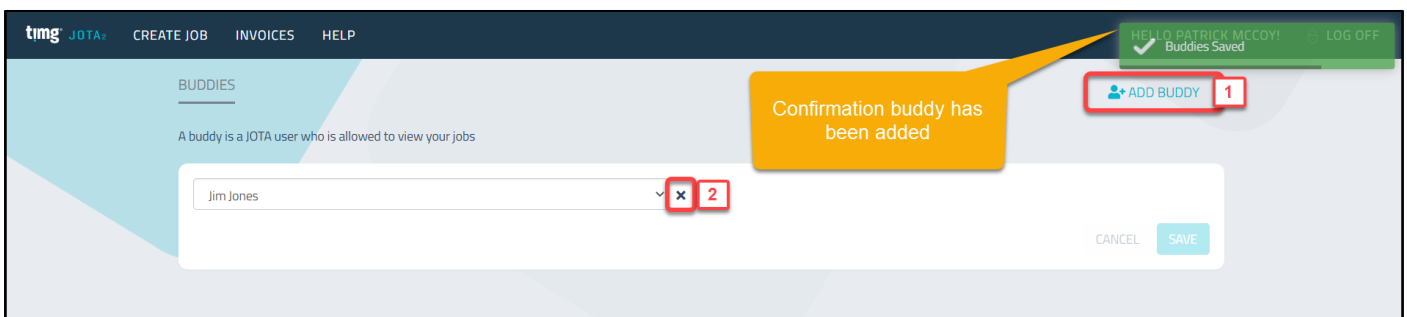 timg JOTA2 CREATE JOB INVOICES HELP HELLO PATRICK MCCOY! LOG OFF
Buddies Saved
BUDDIES
ADD BUDDY 1
Confirmation buddy has
been added
A buddy is a JOTA user who is allowed to view your jobs
Jim Jones
2
CANCEL SAVE